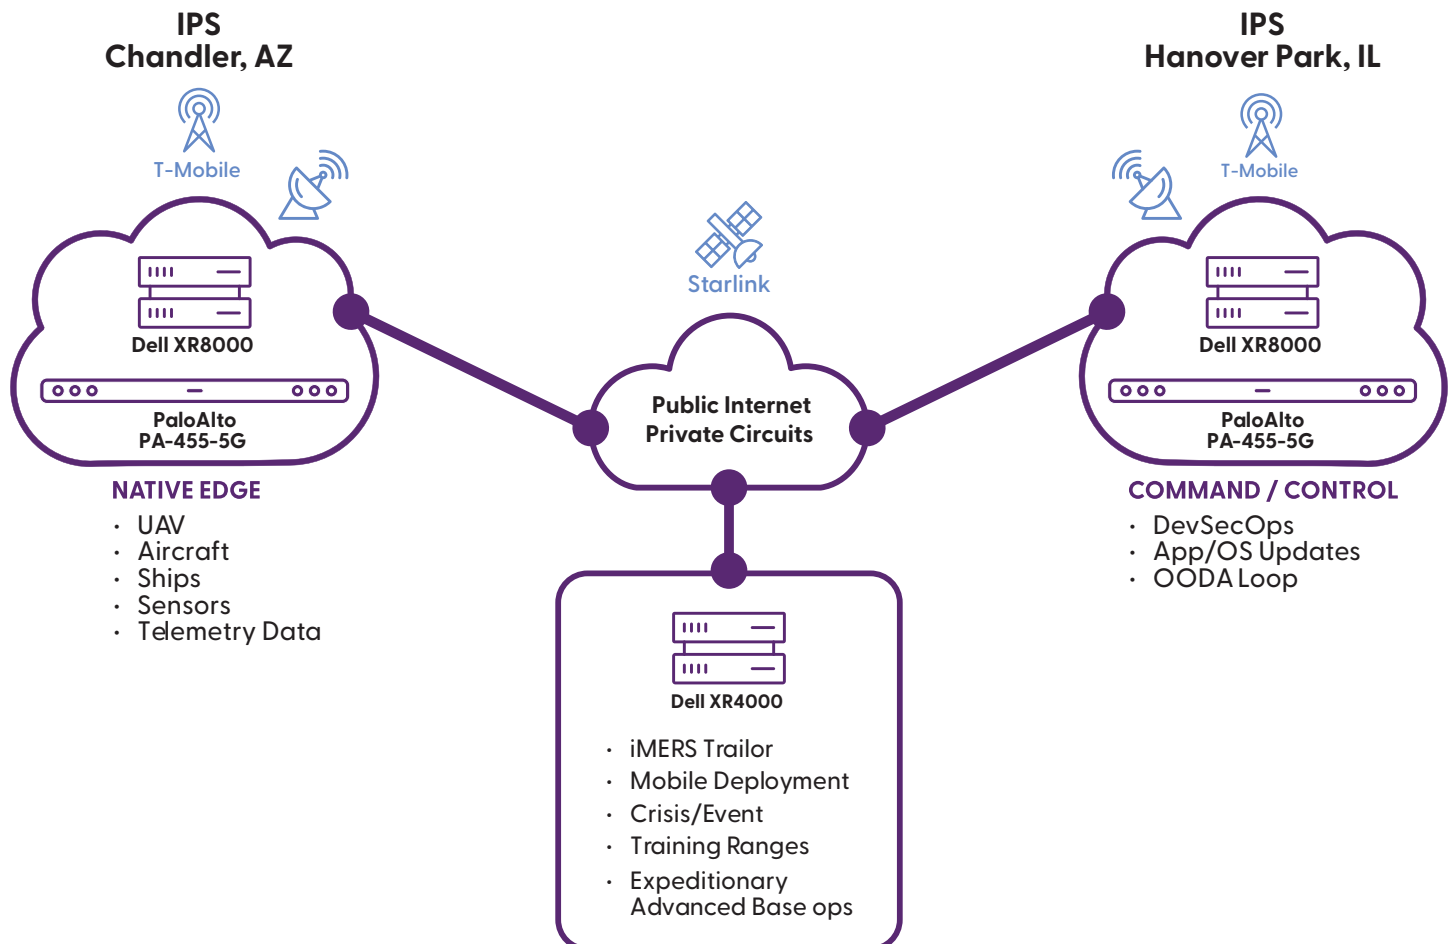 IPS
Chandler, AZ
T-Mobile
Dell XR8000
PaloAlto
PA-455-5G
NATIVE EDGE
· UAV
· Aircraft
· Ships
· Sensors
· Telemetry Data
Starlink
Public Internet
Private Circuits
Dell XR4000
· iMERS Trailor
· Mobile Deployment
· Crisis/Event
· Training Ranges
· Expeditionary
Advanced Base ops
IPS
Hanover Park, IL
T-Mobile
Dell XR8000
PaloAlto
PA-455-5G
COMMAND / CONTROL
· DevSecOps
· App/OS Updates
· OODA Loop